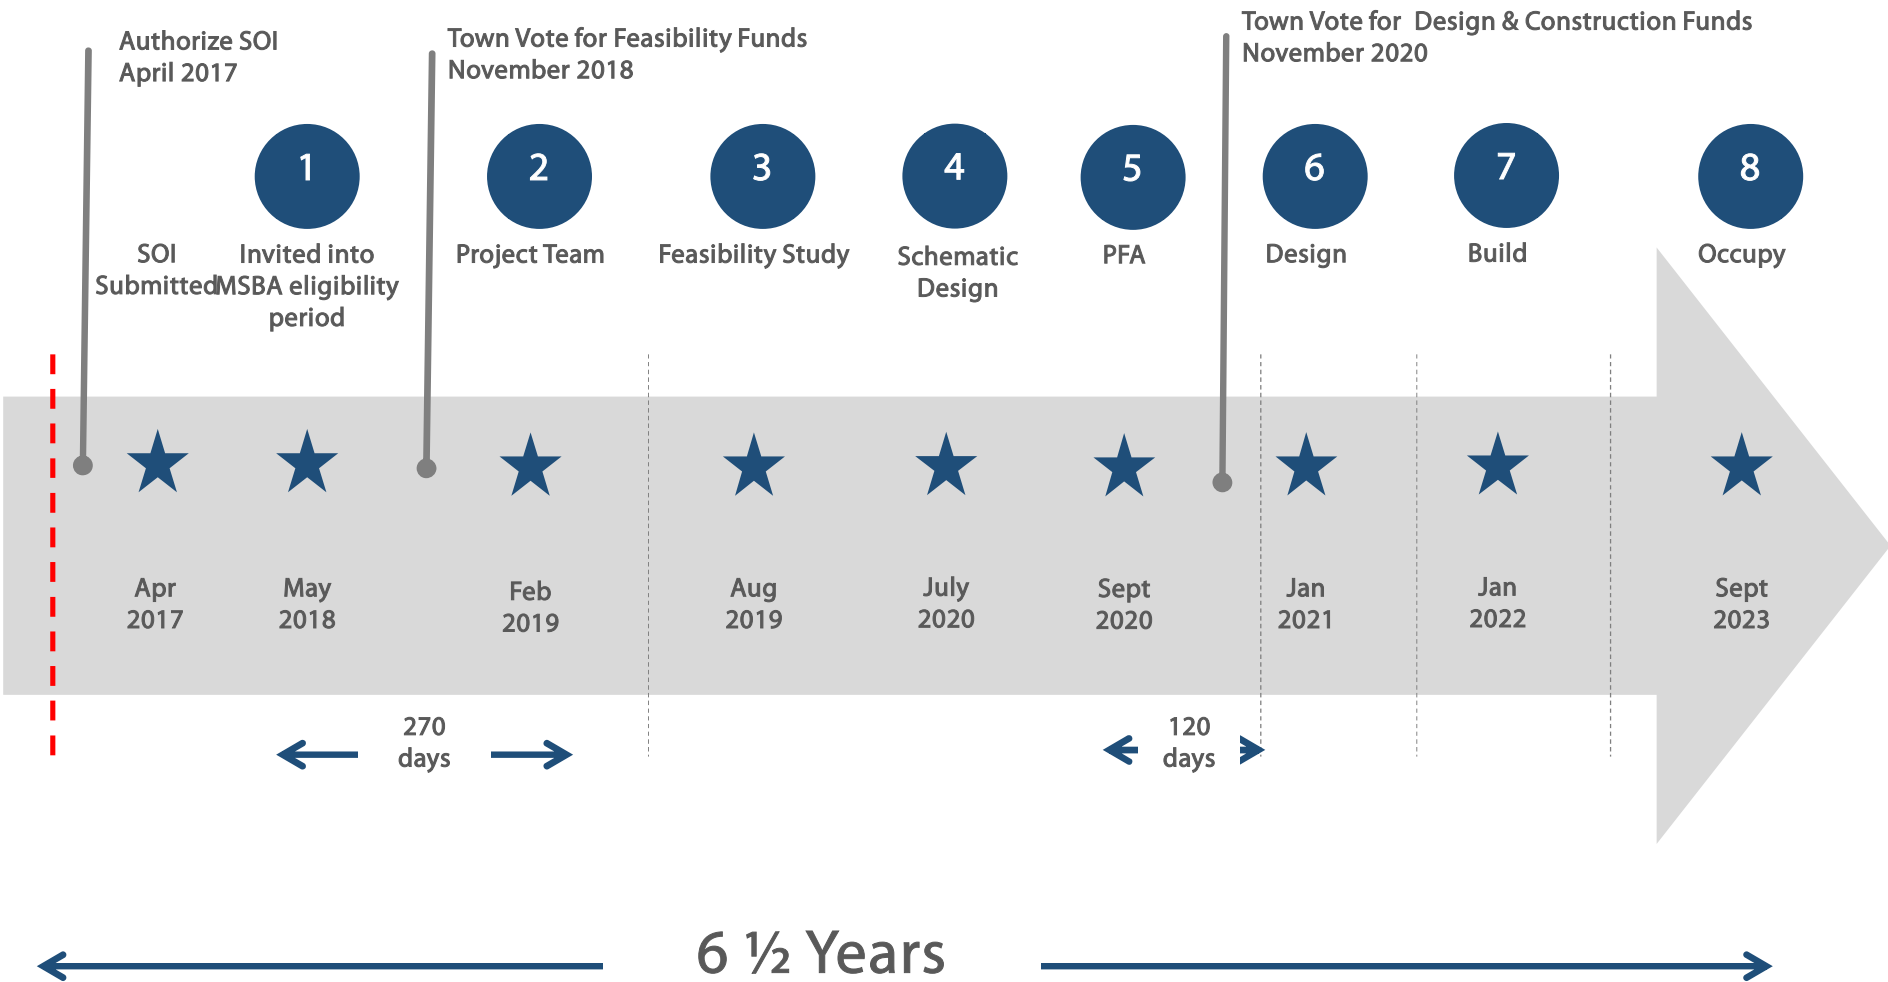 Authorize SOI
April 2017
Town Vote for Feasibility Funds
November 2018
Town Vote for Design & Construction Funds
November 2020
1
2
3
4
5
6
7
8
SOI
Submitted
Invited into
MSBA eligibility
period
Project Team
Feasibility Study
Schematic
Design
PFA
Design
Build
Occupy
Apr
2017
May
2018
Feb
2019
Aug
2019
July
2020
Sept
2020
Jan
2021
Jan
2022
Sept
2023
270
days
120
days
6 ½ Years